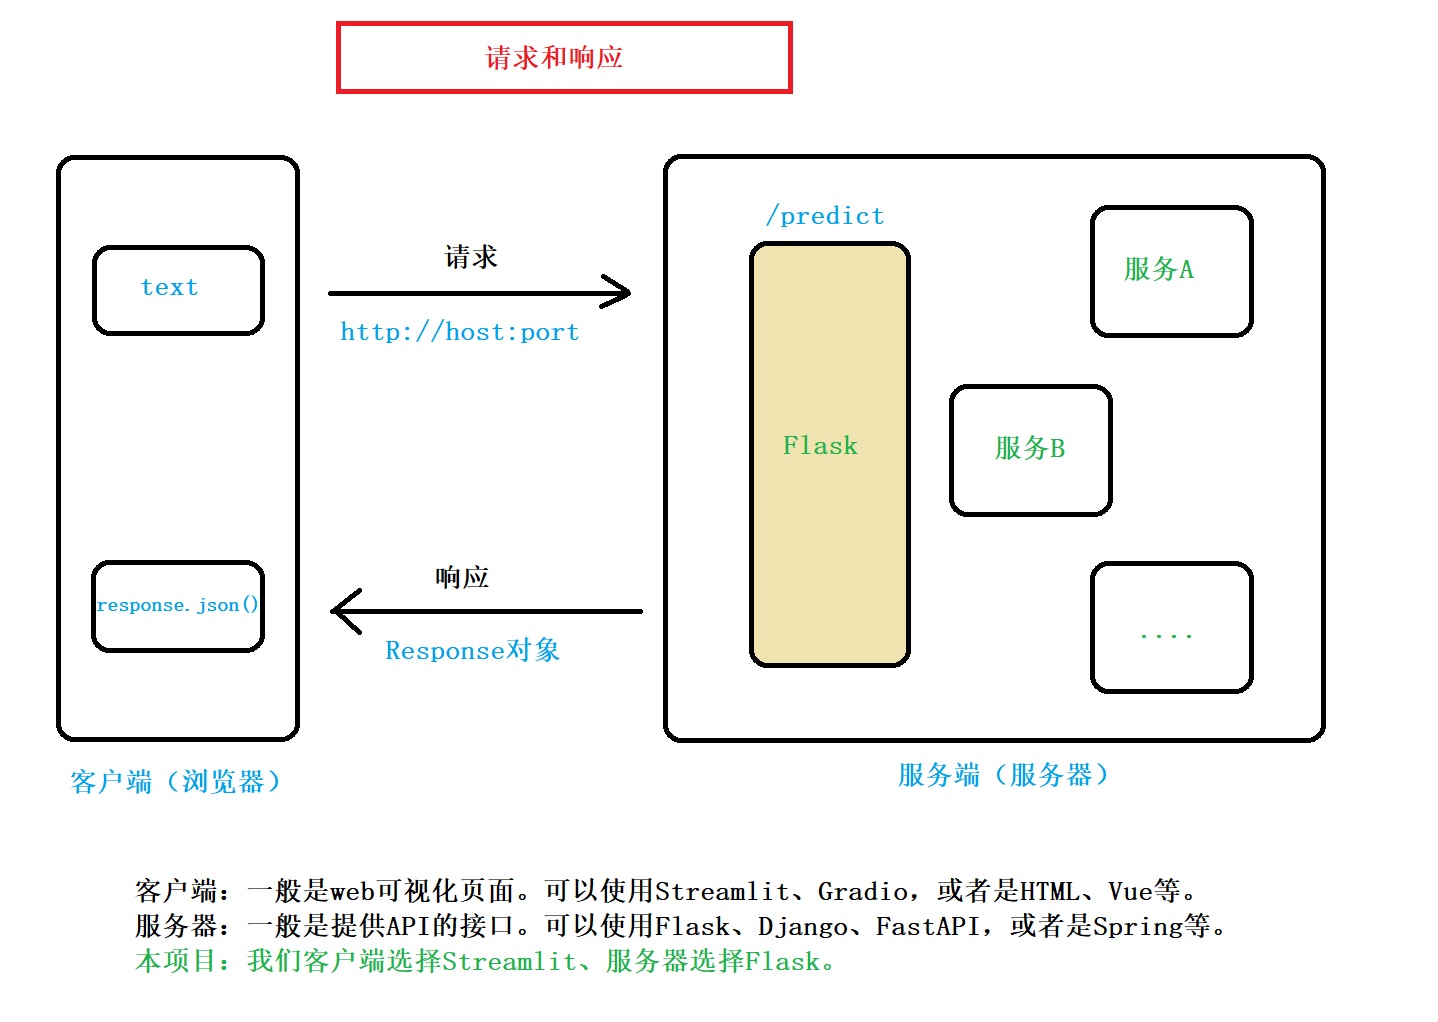 请求和响应
/predict
服务A
请求
text
http://host:port
Flask
服务B
响应
response.json()
Response对象
....
客户端（浏览器）
服务端（服务器）
客户端：一般是web可视化页面。可以使用Streamlit、Gradio，或者是HTML、Vue等。
服务器：一般是提供API的接口。可以使用Flask、Django、FastAPI，或者是Spring等。
本项目：我们客户端选择Streamlit、服务器选择Flask。